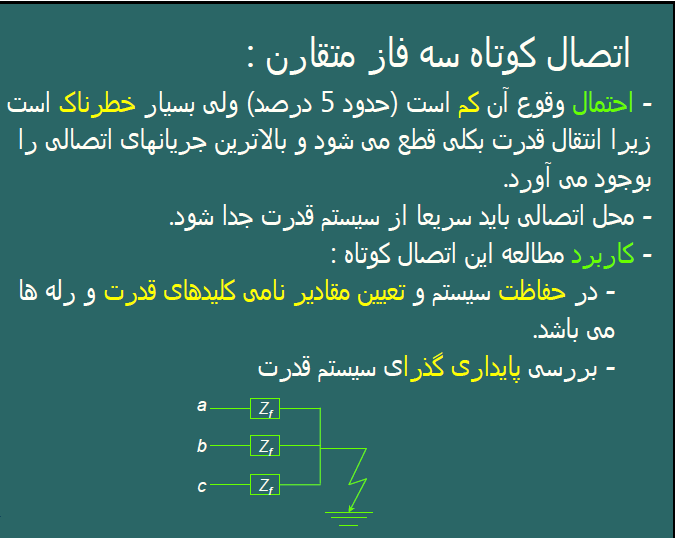 اتصال کوتاه سه فاز متقارن :
- احتمال وقوع آن کم است (حدود 5 درصد) ولی بسیار خطرناک است
زیرا انتقال قدرت بکلی قطع می شود و بالاترین جریانهای اتصالی را
بوجود می آورد.
- محل اتصالی باید سریعا از سیستم قدرت جدا شود.
- کاربرد مطالعه این اتصال کوتاه :
- در حفاظت سیستم و تعیین مقادیر نامی کلیدهای قدرت و رله ها
می باشد.
- بررسی پایداری گذرای سیستم قدرت
a Zf
b Zf
c Zf